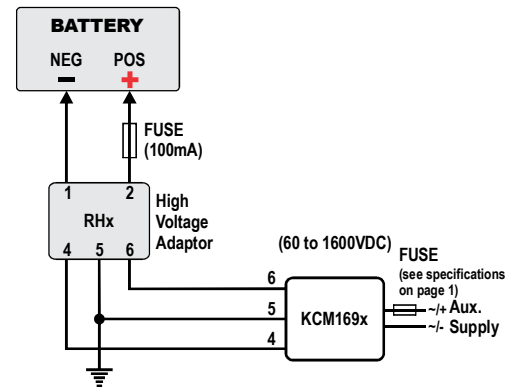 BATTERY
NEG POS
− +
FUSE
(100mA)
1 2
RHx
4 5 6
High
Voltage
Adaptor
(60 to 1600VDC)
FUSE
(see specifications
on page 1)
6
5
4
KCM169x
~/+ Aux.
~/- Supply